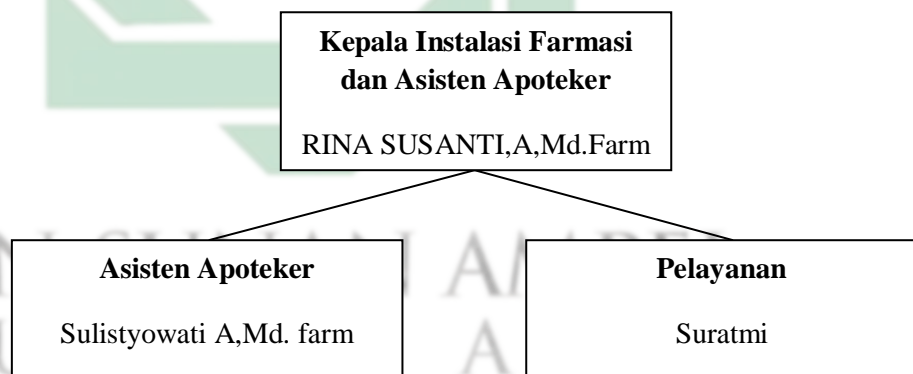 Kepala Instalasi Farmasi
dan Asisten Apoteker
RINA SUSANTI,A,Md.Farm
Asisten Apoteker
Sulistyowati A,Md. farm
Pelayanan
Suratmi